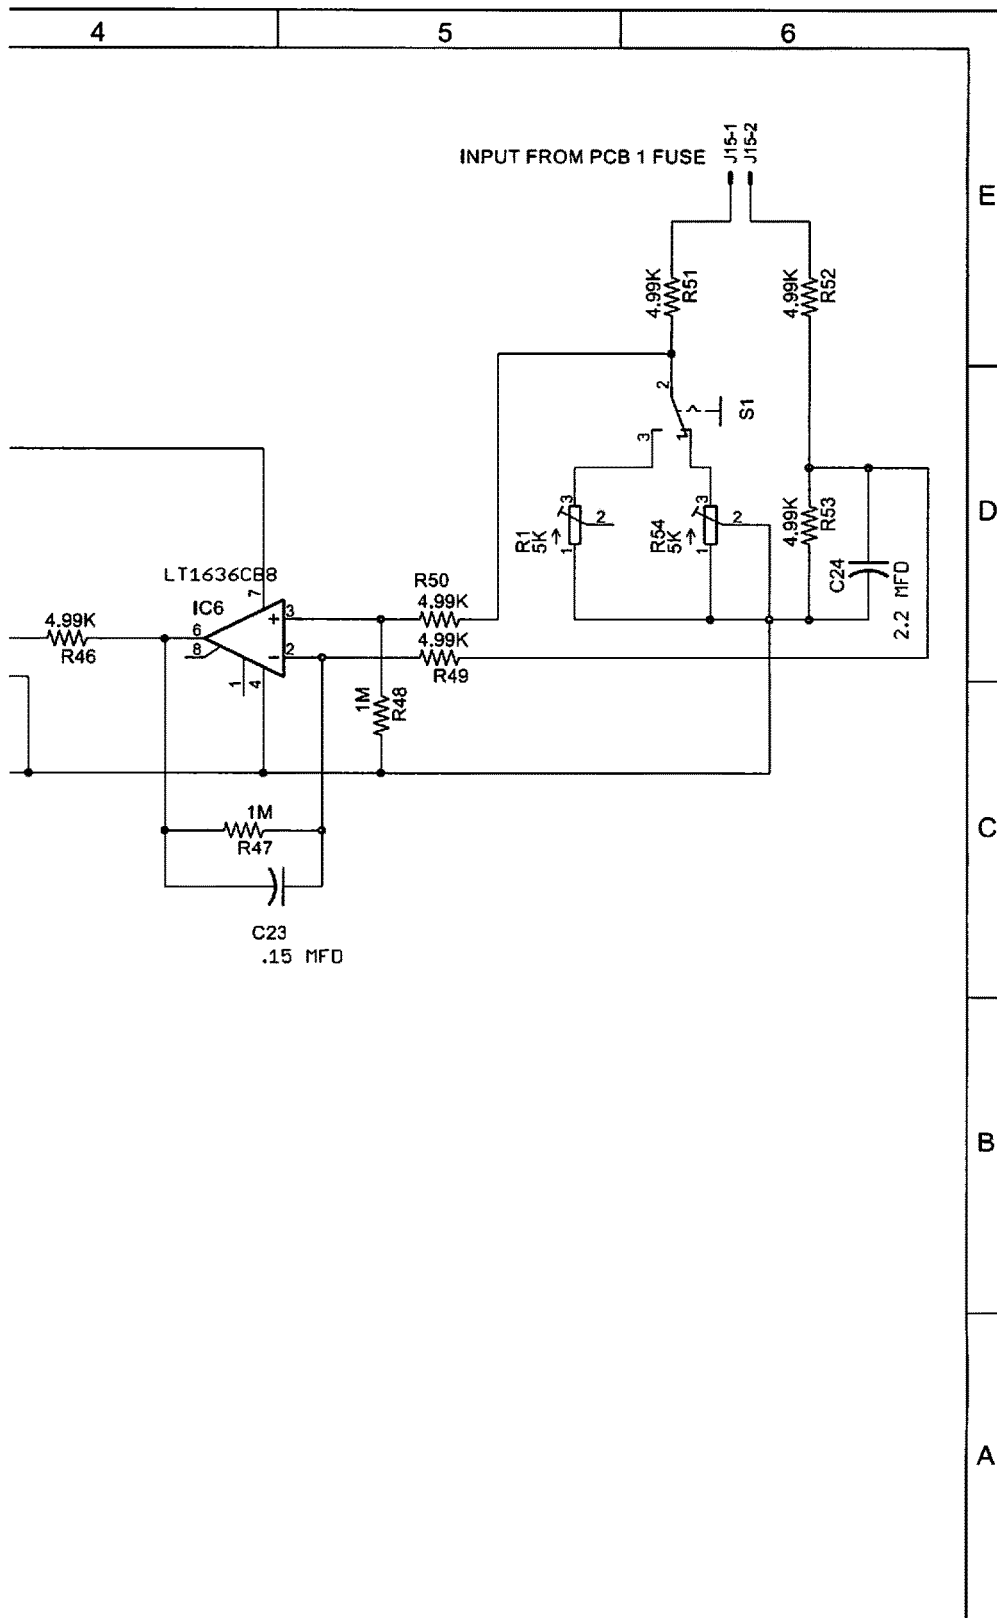 4 5 6
INPUT FROM PCB 1 FUSE
J15-1
J15-2
E
4.99K
R51
4.99K
R52
2
S1
3
1
D
3
2
1
R1
5K
3
2
1
R54
5K
4.99K
R53
C24
2.2 MFD
LT1636CB8
IC6
7
+
3
6
8
-
2
1
4
R50
4.99K
4.99K
R49
4.99K
R46
1M
R48
C
1M
R47
C23
.15 MFD
B
A